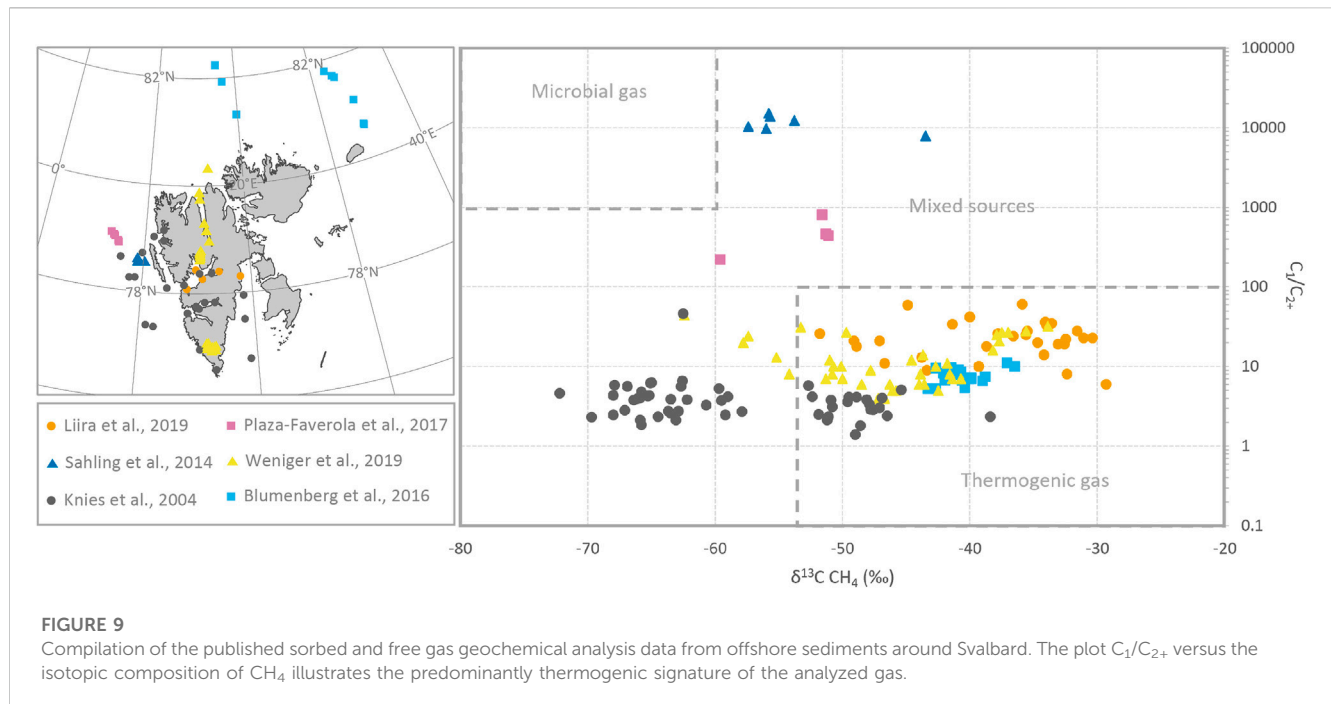 82°N
82°N
40°E
0°
20°E
78°N
78°N
Liira et al., 2019
Plaza-Faverola et al., 2017
Sahling et al., 2014
Weniger et al., 2019
Knies et al., 2004
Blumenberg et al., 2016
Microbial gas
Mixed sources
Thermogenic gas
100000
10000
1000
100
10
1
0.1
C₁/C₂₊
-80
-70
-60
-50
-40
-30
-20
δ¹³C CH₄ (‰)
FIGURE 9
Compilation of the published sorbed and free gas geochemical analysis data from offshore sediments around Svalbard. The plot C₁/C₂₊ versus the
isotopic composition of CH₄ illustrates the predominantly thermogenic signature of the analyzed gas.